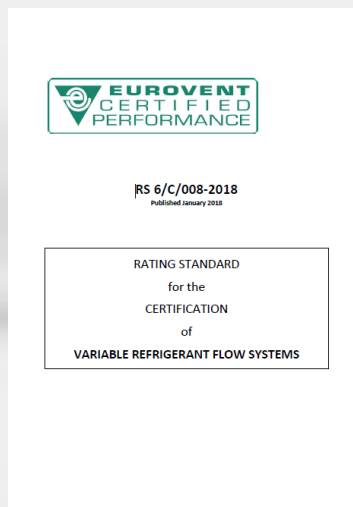 EUROVENT
CERTIFIED
PERFORMANCE
RS 6/C/008-2018
Published January 2018
RATING STANDARD
for the
CERTIFICATION
of
VARIABLE REFRIGERANT FLOW SYSTEMS